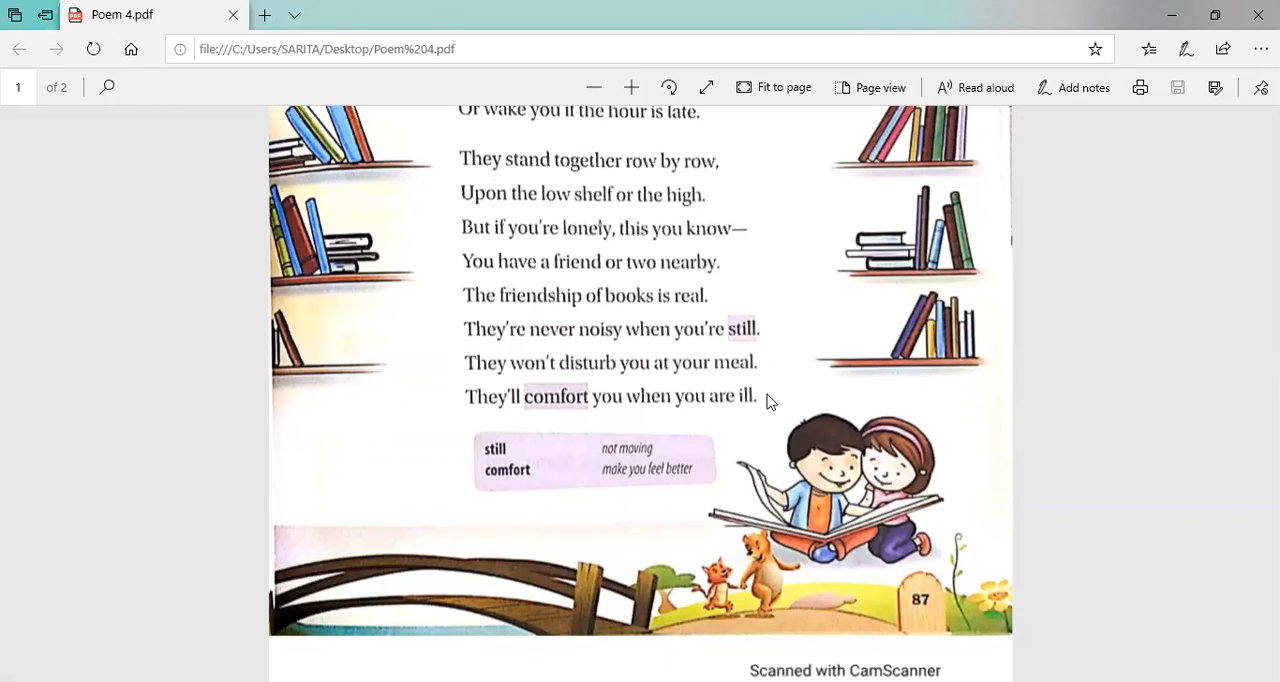 Poem 4.pdf
file:///C:/Users/SARITA/Desktop/Poem%204.pdf
1 of 2
Fit to page
Page view
Read aloud
Add notes
Or wake you if the hour is late.
They stand together row by row,
Upon the low shelf or the high.
But if you're lonely, this you know—
You have a friend or two nearby.
The friendship of books is real.
They're never noisy when you're still.
They won't disturb you at your meal.
They'll comfort you when you are ill.
still not moving
comfort make you feel better
87
Scanned with CamScanner